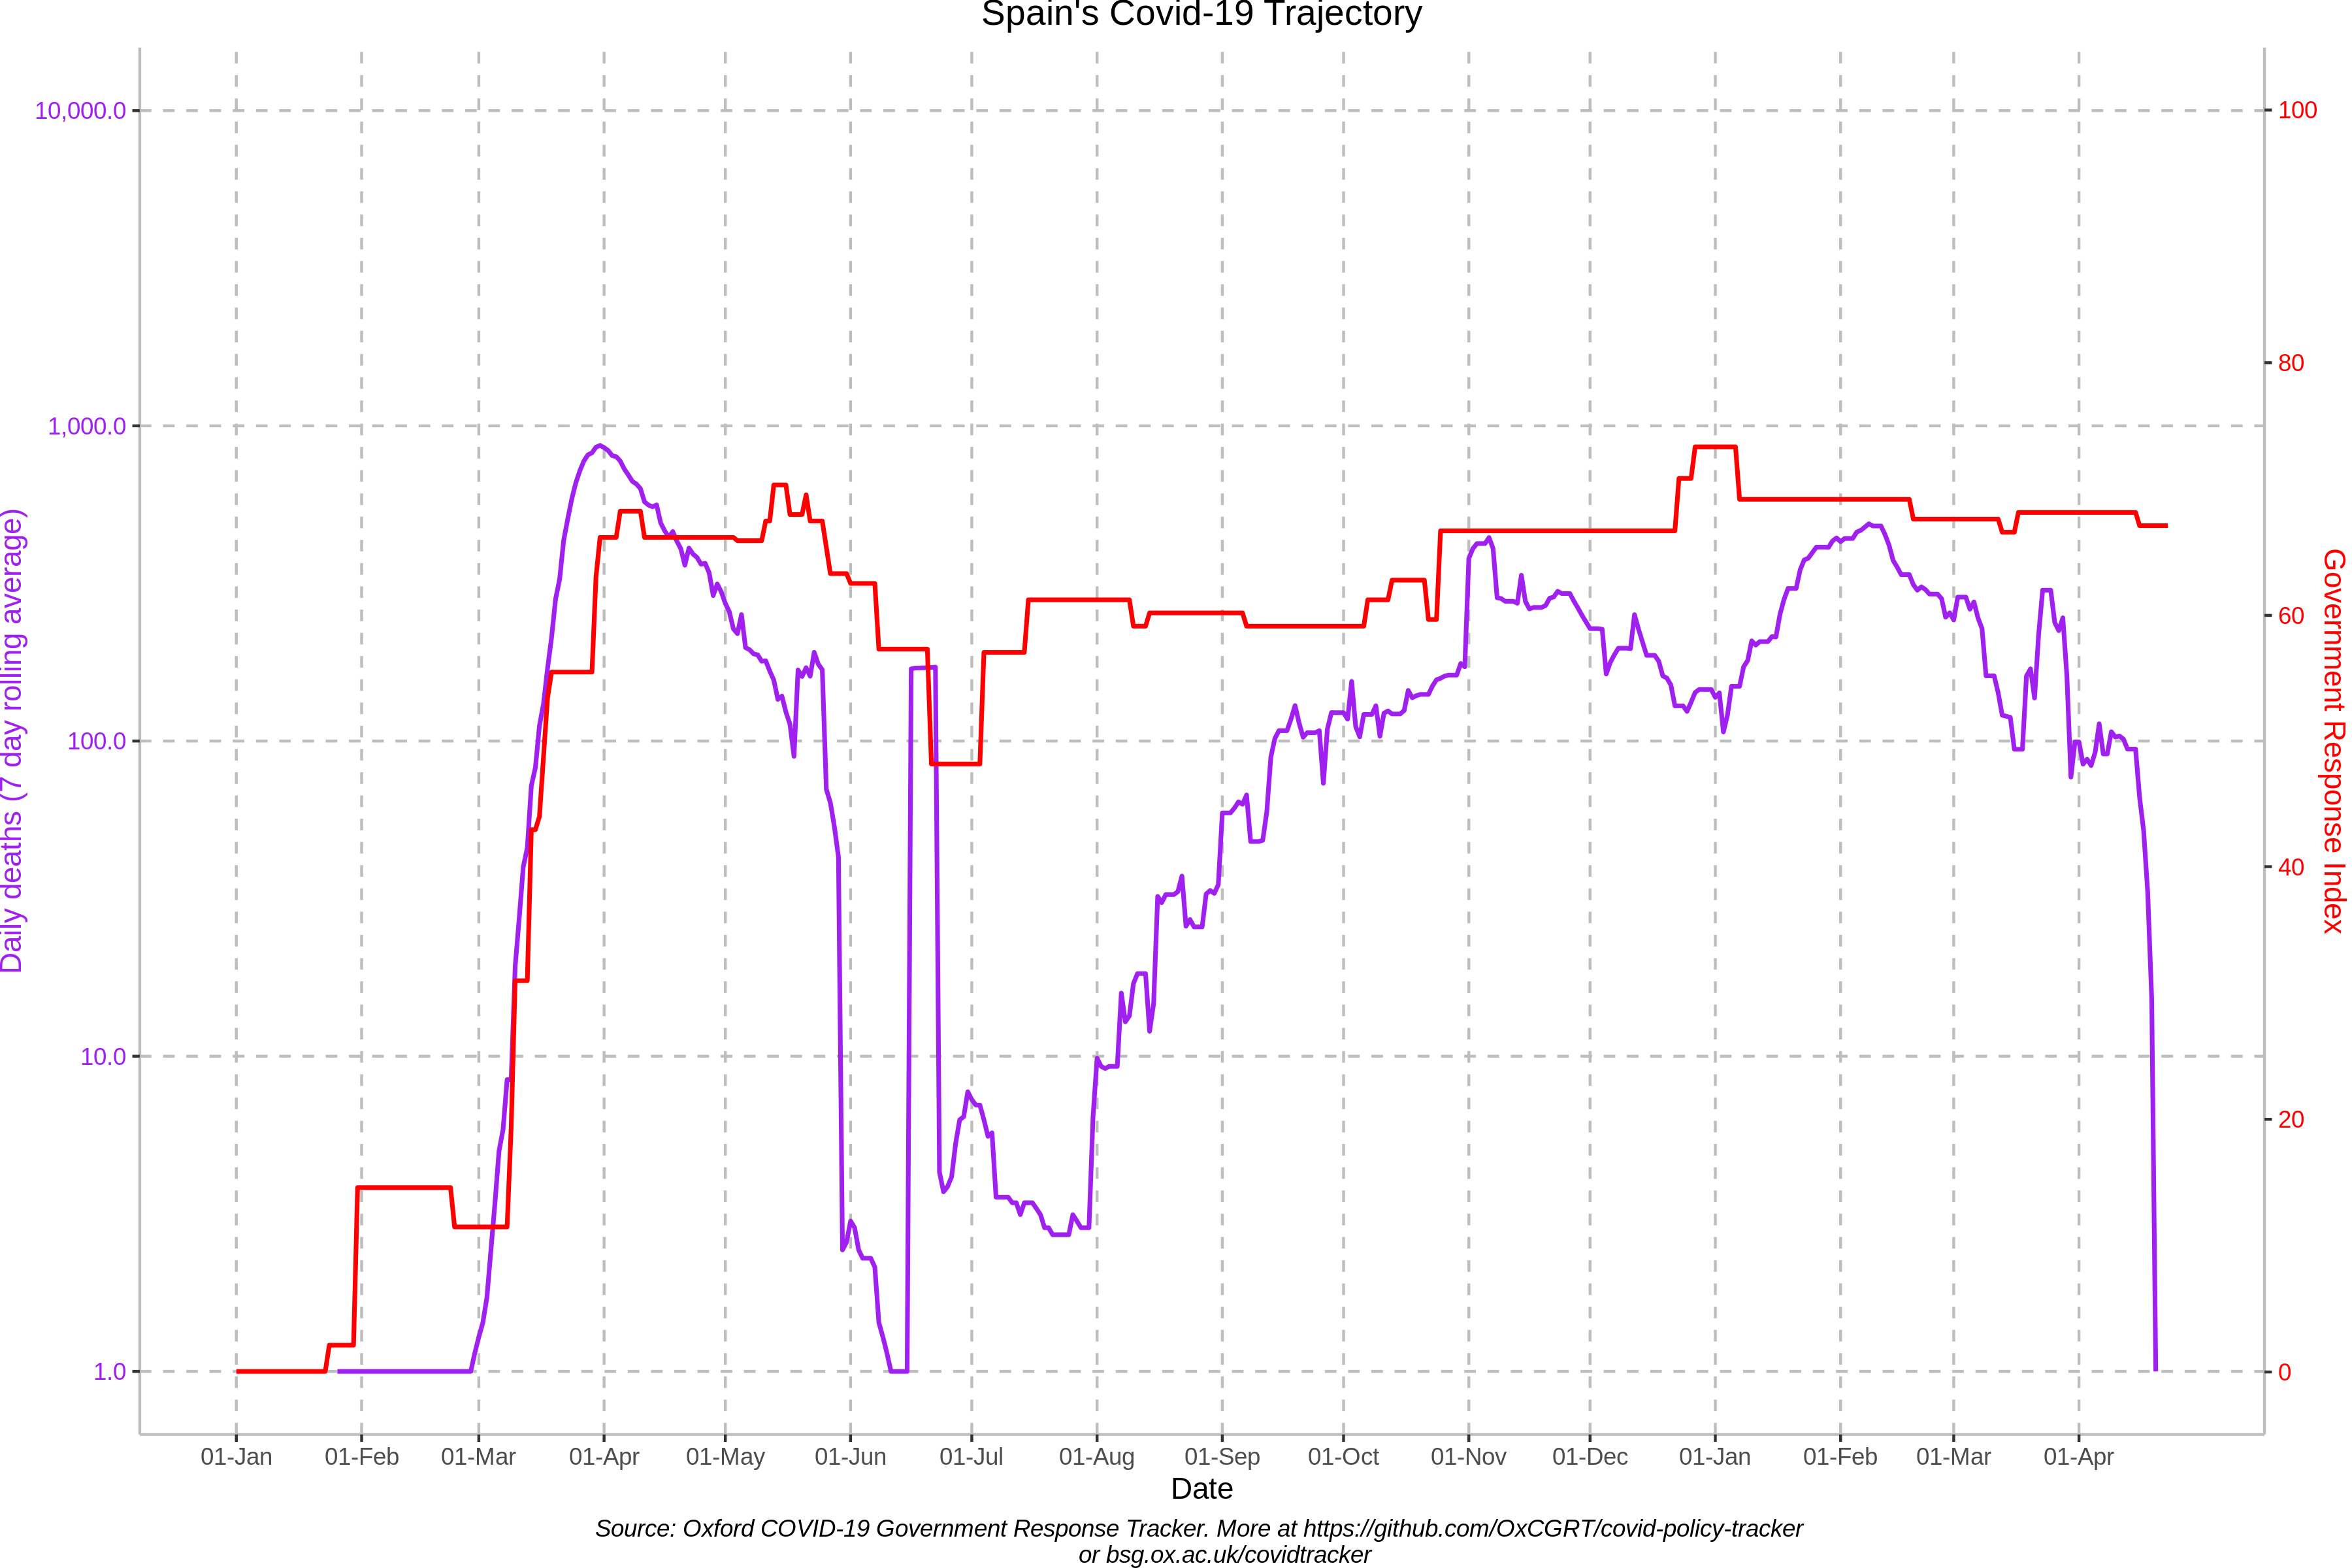 Spain's Covid-19 Trajectory
10,000.0
1,000.0
100.0
10.0
1.0
Daily deaths (7 day rolling average)
100
80
60
40
20
0
Government Response Index
01-Jan 01-Feb 01-Mar 01-Apr 01-May 01-Jun 01-Jul 01-Aug 01-Sep 01-Oct 01-Nov 01-Dec 01-Jan 01-Feb 01-Mar 01-Apr
Date
Source: Oxford COVID-19 Government Response Tracker. More at https://github.com/OxCGRT/covid-policy-tracker
or bsg.ox.ac.uk/covidtracker